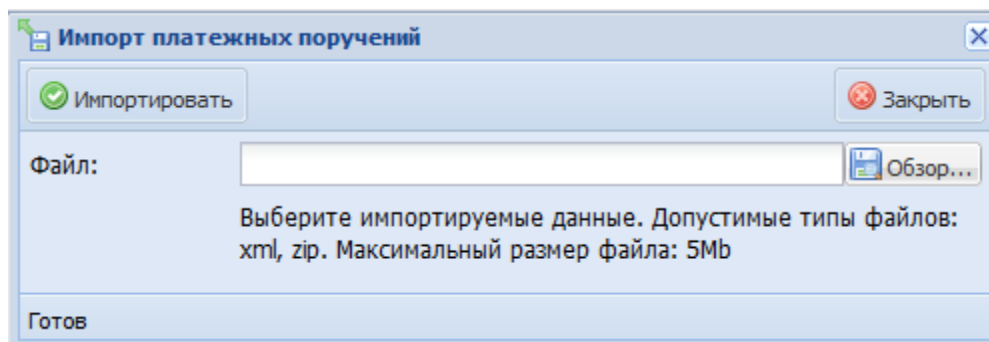 Импорт платежных поручений
Импортировать
Закрыть
Файл:
Обзор...
Выберите импортируемые данные. Допустимые типы файлов:
xml, zip. Максимальный размер файла: 5Mb
Готов